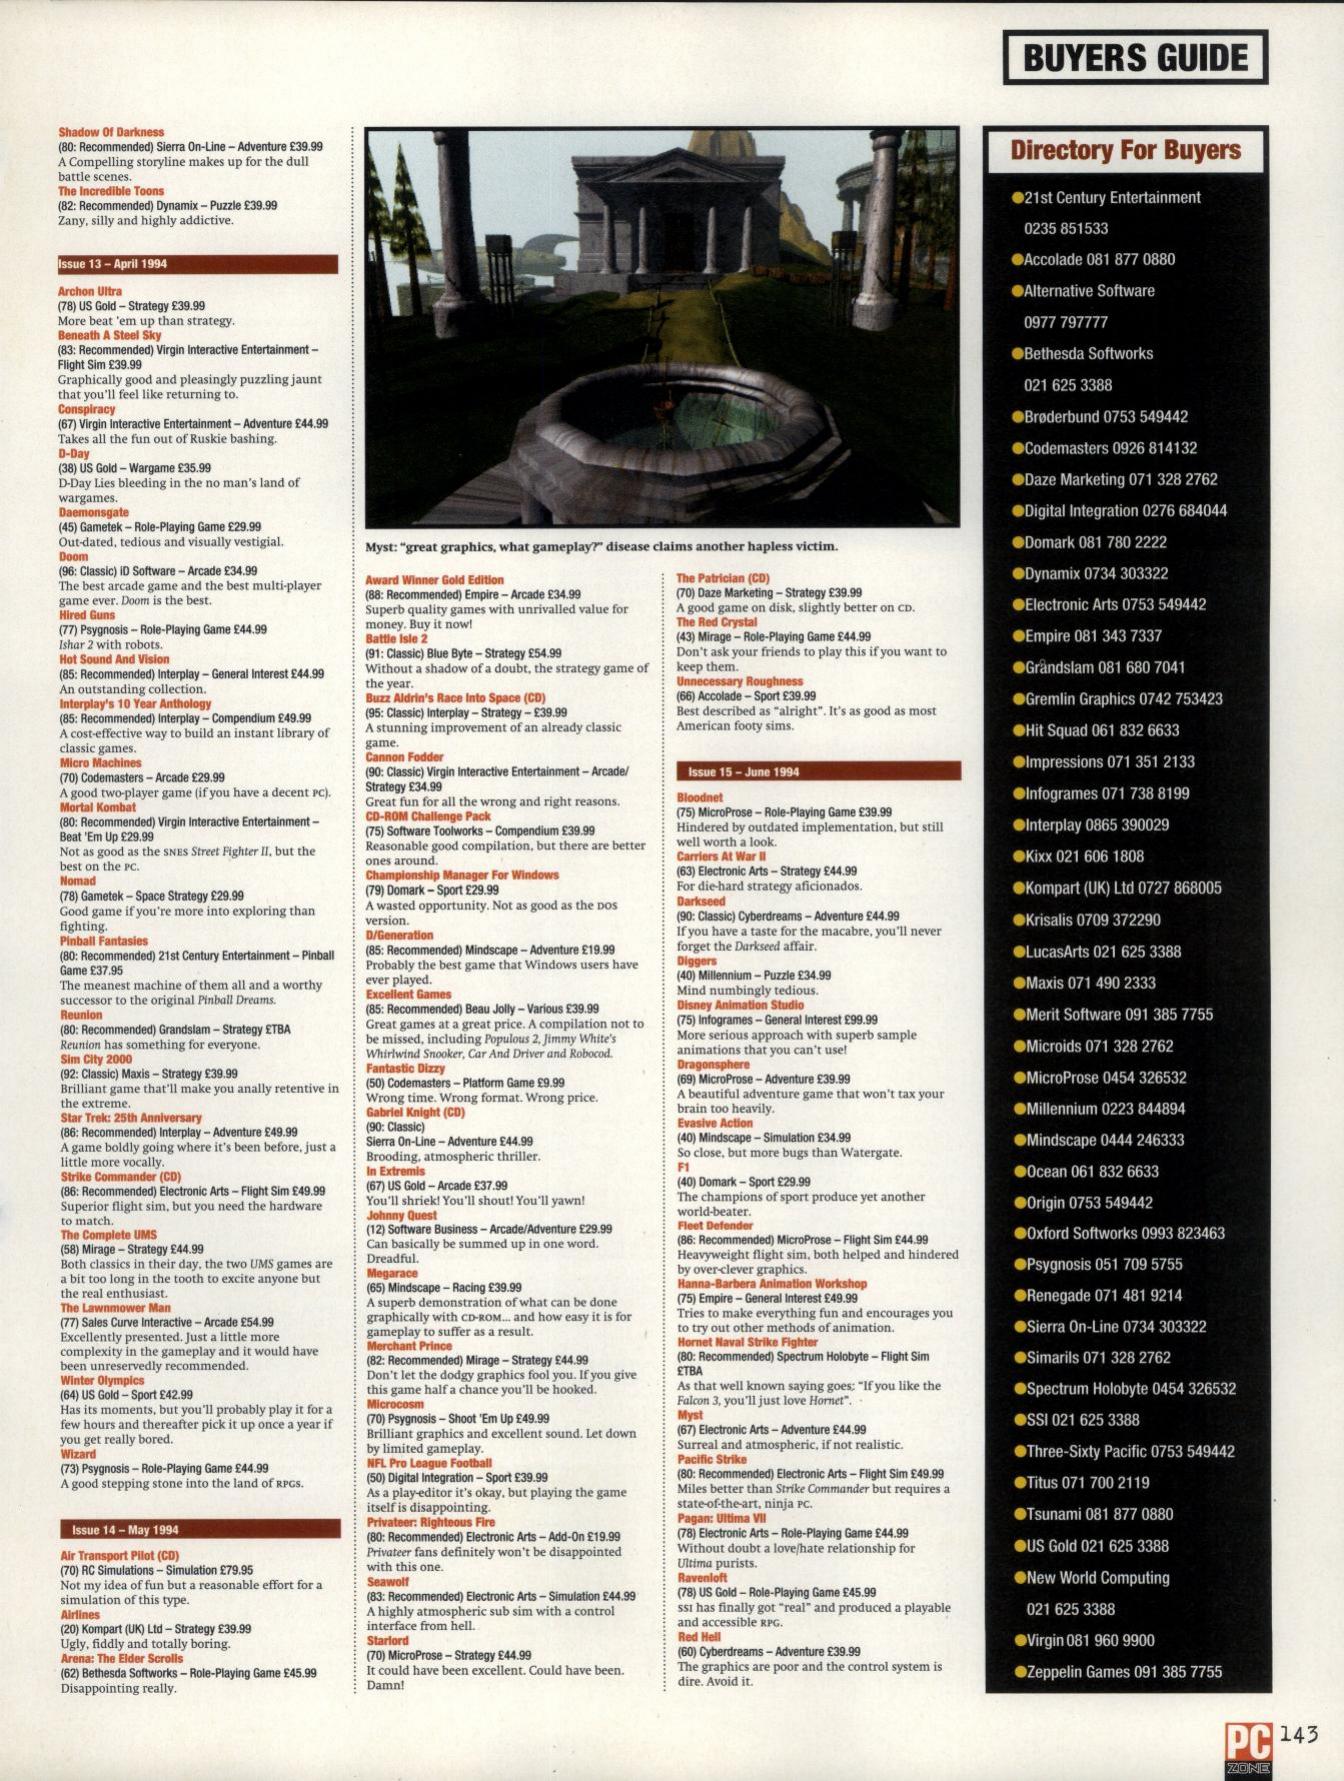 BUYERS GUIDE
Shadow Of Darkness
(80: Recommended) Sierra On-Line – Adventure £39.99
A Compelling storyline makes up for the dull
battle scenes.
The Incredible Toons
(82: Recommended) Dynamix – Puzzle £39.99
Zany, silly and highly addictive.
Issue 13 – April 1994
Archon Ultra
(78) US Gold – Strategy £39.99
More beat 'em up than strategy.
Beneath A Steel Sky
(83: Recommended) Virgin Interactive Entertainment –
Flight Sim £39.99
Graphically good and pleasingly puzzling jaunt
that you'll feel like returning to.
Conspiracy
(67) Virgin Interactive Entertainment – Adventure £44.99
Takes all the fun out of Ruskie bashing.
D-Day
(38) US Gold – Wargame £35.99
D-Day Lies bleeding in the no man's land of
wargames.
Daemonsgate
(45) Gametek – Role-Playing Game £29.99
Out-dated, tedious and visually vestigial.
Doom
(96: Classic) iD Software – Arcade £34.99
The best arcade game and the best multi-player
game ever. Doom is the best.
Hired Guns
(77) Psygnosis – Role-Playing Game £44.99
Ishar 2 with robots.
Hot Sound And Vision
(85: Recommended) Interplay – General Interest £44.99
An outstanding collection.
Interplay's 10 Year Anthology
(85: Recommended) Interplay – Compendium £49.99
A cost-effective way to build an instant library of
classic games.
Micro Machines
(70) Codemasters – Arcade £29.99
A good two-player game (if you have a decent PC).
Mortal Kombat
(80: Recommended) Virgin Interactive Entertainment –
Beat 'Em Up £29.99
Not as good as the SNES Street Fighter II, but the
best on the PC.
Nomad
(78) Gametek – Space Strategy £29.99
Good game if you're more into exploring than
fighting.
Pinball Fantasies
(80: Recommended) 21st Century Entertainment – Pinball
Game £37.95
The meanest machine of them all and a worthy
successor to the original Pinball Dreams.
Reunion
(80: Recommended) Grandslam – Strategy £TBA
Reunion has something for everyone.
Sim City 2000
(92: Classic) Maxis – Strategy £39.99
Brilliant game that'll make you anally retentive in
the extreme.
Star Trek: 25th Anniversary
(86: Recommended) Interplay – Adventure £49.99
A game boldly going where it's been before, just a
little more vocally.
Strike Commander (CD)
(86: Recommended) Electronic Arts – Flight Sim £49.99
Superior flight sim, but you need the hardware
to match.
The Complete UMS
(58) Mirage – Strategy £44.99
Both classics in their day, the two UMS games are
a bit too long in the tooth to excite anyone but
the real enthusiast.
The Lawnmower Man
(77) Sales Curve Interactive – Arcade £54.99
Excellently presented. Just a little more
complexity in the gameplay and it would have
been unreservedly recommended.
Winter Olympics
(64) US Gold – Sport £42.99
Has its moments, but you'll probably play it for a
few hours and thereafter pick it up once a year if
you get really bored.
Wizard
(73) Psygnosis – Role-Playing Game £44.99
A good stepping stone into the land of RPGS.
Issue 14 – May 1994
Air Transport Pilot (CD)
(70) RC Simulations – Simulation £79.95
Not my idea of fun but a reasonable effort for a
simulation of this type.
Airlines
(20) Kompart (UK) Ltd – Strategy £39.99
Ugly, fiddly and totally boring.
Arena: The Elder Scrolls
(62) Bethesda Softworks – Role-Playing Game £45.99
Disappointing really.
Myst: "great graphics, what gameplay?" disease claims another hapless victim.
Award Winner Gold Edition
(88: Recommended) Empire – Arcade £34.99
Superb quality games with unrivalled value for
money. Buy it now!
Battle Isle 2
(91: Classic) Blue Byte – Strategy £54.99
Without a shadow of a doubt, the strategy game of
the year.
Buzz Aldrin's Race Into Space (CD)
(95: Classic) Interplay – Strategy – £39.99
A stunning improvement of an already classic
game.
Cannon Fodder
(90: Classic) Virgin Interactive Entertainment – Arcade/
Strategy £34.99
Great fun for all the wrong and right reasons.
CD-ROM Challenge Pack
(75) Software Toolworks – Compendium £39.99
Reasonable good compilation, but there are better
ones around.
Championship Manager For Windows
(79) Domark – Sport £29.99
A wasted opportunity. Not as good as the DOS
version.
D/Generation
(85: Recommended) Mindscape – Adventure £19.99
Probably the best game that Windows users have
ever played.
Excellent Games
(85: Recommended) Beau Jolly – Various £39.99
Great games at a great price. A compilation not to
be missed, including Populous 2, Jimmy White's
Whirlwind Snooker, Car And Driver and Robocod.
Fantastic Dizzy
(50) Codemasters – Platform Game £9.99
Wrong time. Wrong format. Wrong price.
Gabriel Knight (CD)
(90: Classic)
Sierra On-Line – Adventure £44.99
Brooding, atmospheric thriller.
In Extremis
(67) US Gold – Arcade £37.99
You'll shriek! You'll shout! You'll yawn!
Johnny Quest
(12) Software Business – Arcade/Adventure £29.99
Can basically be summed up in one word.
Dreadful.
Megarace
(65) Mindscape – Racing £39.99
A superb demonstration of what can be done
graphically with CD-ROM... and how easy it is for
gameplay to suffer as a result.
Merchant Prince
(82: Recommended) Mirage – Strategy £44.99
Don't let the dodgy graphics fool you. If you give
this game half a chance you'll be hooked.
Microcosm
(70) Psygnosis – Shoot 'Em Up £49.99
Brilliant graphics and excellent sound. Let down
by limited gameplay.
NFL Pro League Football
(50) Digital Integration – Sport £39.99
As a play-editor it's okay, but playing the game
itself is disappointing.
Privateer: Righteous Fire
(80: Recommended) Electronic Arts – Add-On £19.99
Privateer fans definitely won't be disappointed
with this one.
Seawolf
(83: Recommended) Electronic Arts – Simulation £44.99
A highly atmospheric sub sim with a control
interface from hell.
Starlord
(70) MicroProse – Strategy £44.99
It could have been excellent. Could have been.
Damn!
The Patrician (CD)
(70) Daze Marketing – Strategy £39.99
A good game on disk, slightly better on CD.
The Red Crystal
(43) Mirage – Role-Playing Game £44.99
Don't ask your friends to play this if you want to
keep them.
Unnecessary Roughness
(66) Accolade – Sport £39.99
Best described as "alright". It's as good as most
American footy sims.
Issue 15 – June 1994
Bloodnet
(75) MicroProse – Role-Playing Game £39.99
Hindered by outdated implementation, but still
well worth a look.
Carriers At War II
(63) Electronic Arts – Strategy £44.99
For die-hard strategy aficionados.
Darkseed
(90: Classic) Cyberdreams – Adventure £44.99
If you have a taste for the macabre, you'll never
forget the Darkseed affair.
Diggers
(40) Millennium – Puzzle £34.99
Mind numbingly tedious.
Disney Animation Studio
(75) Infogrames – General Interest £99.99
More serious approach with superb sample
animations that you can't use!
Dragonsphere
(69) MicroProse – Adventure £39.99
A beautiful adventure game that won't tax your
brain too heavily.
Evasive Action
(40) Mindscape – Simulation £34.99
So close, but more bugs than Watergate.
F1
(40) Domark – Sport £29.99
The champions of sport produce yet another
world-beater.
Fleet Defender
(86: Recommended) MicroProse – Flight Sim £44.99
Heavyweight flight sim, both helped and hindered
by over-clever graphics.
Hanna-Barbera Animation Workshop
(75) Empire – General Interest £49.99
Tries to make everything fun and encourages you
to try out other methods of animation.
Hornet Naval Strike Fighter
(80: Recommended) Spectrum Holobyte – Flight Sim
£TBA
As that well known saying goes; "If you like the
Falcon 3, you'll just love Hornet".
Myst
(67) Electronic Arts – Adventure £44.99
Surreal and atmospheric, if not realistic.
Pacific Strike
(80: Recommended) Electronic Arts – Flight Sim £49.99
Miles better than Strike Commander but requires a
state-of-the-art, ninja PC.
Pagan: Ultima VII
(78) Electronic Arts – Role-Playing Game £44.99
Without doubt a love/hate relationship for
Ultima purists.
Ravenloft
(78) US Gold – Role-Playing Game £45.99
SSI has finally got "real" and produced a playable
and accessible RPG.
Red Hell
(60) Cyberdreams – Adventure £39.99
The graphics are poor and the control system is
dire. Avoid it.
Directory For Buyers
●21st Century Entertainment
0235 851533
●Accolade 081 877 0880
●Alternative Software
0977 797777
●Bethesda Softworks
021 625 3388
●Brøderbund 0753 549442
●Codemasters 0926 814132
●Daze Marketing 071 328 2762
●Digital Integration 0276 684044
●Domark 081 780 2222
●Dynamix 0734 303322
●Electronic Arts 0753 549442
●Empire 081 343 7337
●Grandslam 081 680 7041
●Gremlin Graphics 0742 753423
●Hit Squad 061 832 6633
●Impressions 071 351 2133
●Infogrames 071 738 8199
●Interplay 0865 390029
●Kixx 021 606 1808
●Kompart (UK) Ltd 0727 868005
●Krisalis 0709 372290
●LucasArts 021 625 3388
●Maxis 071 490 2333
●Merit Software 091 385 7755
●Microids 071 328 2762
●MicroProse 0454 326532
●Millennium 0223 844894
●Mindscape 0444 246333
●Ocean 061 832 6633
●Origin 0753 549442
●Oxford Softworks 0993 823463
●Psygnosis 051 709 5755
●Renegade 071 481 9214
●Sierra On-Line 0734 303322
●Simarils 071 328 2762
●Spectrum Holobyte 0454 326532
●SSI 021 625 3388
●Three-Sixty Pacific 0753 549442
●Titus 071 700 2119
●Tsunami 081 877 0880
●US Gold 021 625 3388
●New World Computing
021 625 3388
●Virgin 081 960 9900
●Zeppelin Games 091 385 7755
PC
ZONE
143